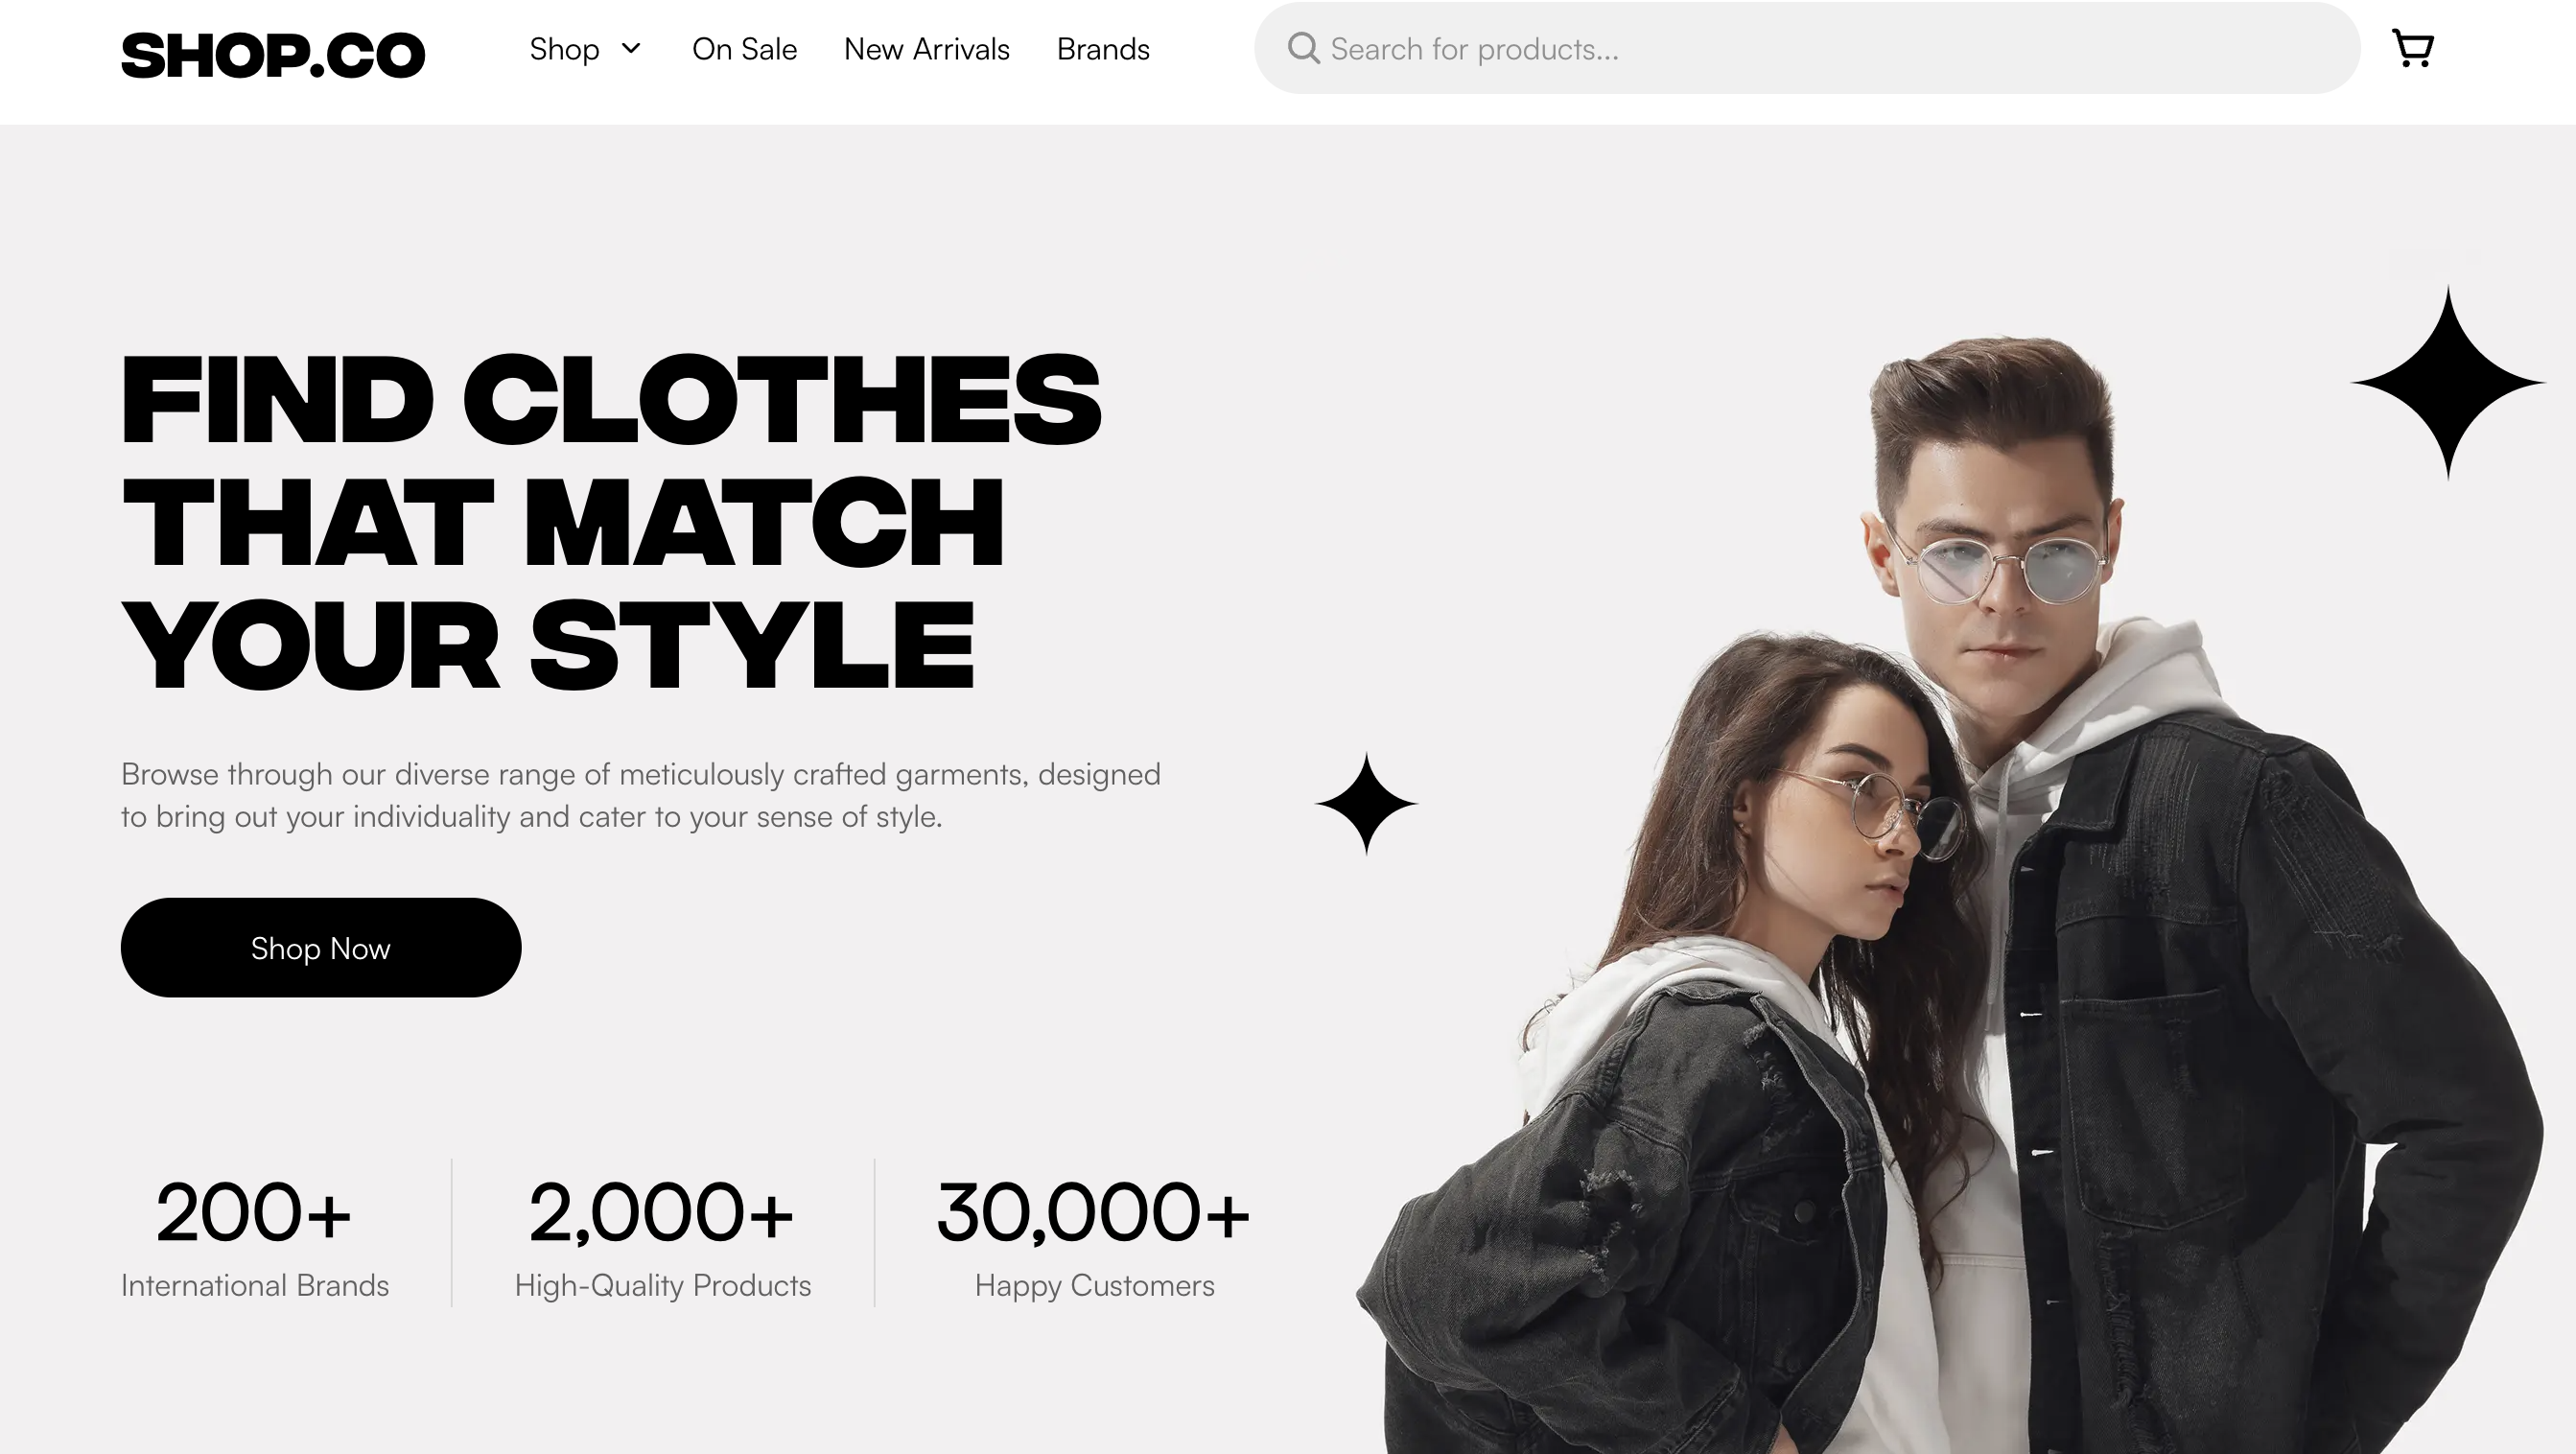 SHOP.CO
Shop
On Sale
New Arrivals
Brands
Search for products...
FIND CLOTHES
THAT MATCH
YOUR STYLE
Browse through our diverse range of meticulously crafted garments, designed
to bring out your individuality and cater to your sense of style.
Shop Now
200+
International Brands
2,000+
High-Quality Products
30,000+
Happy Customers